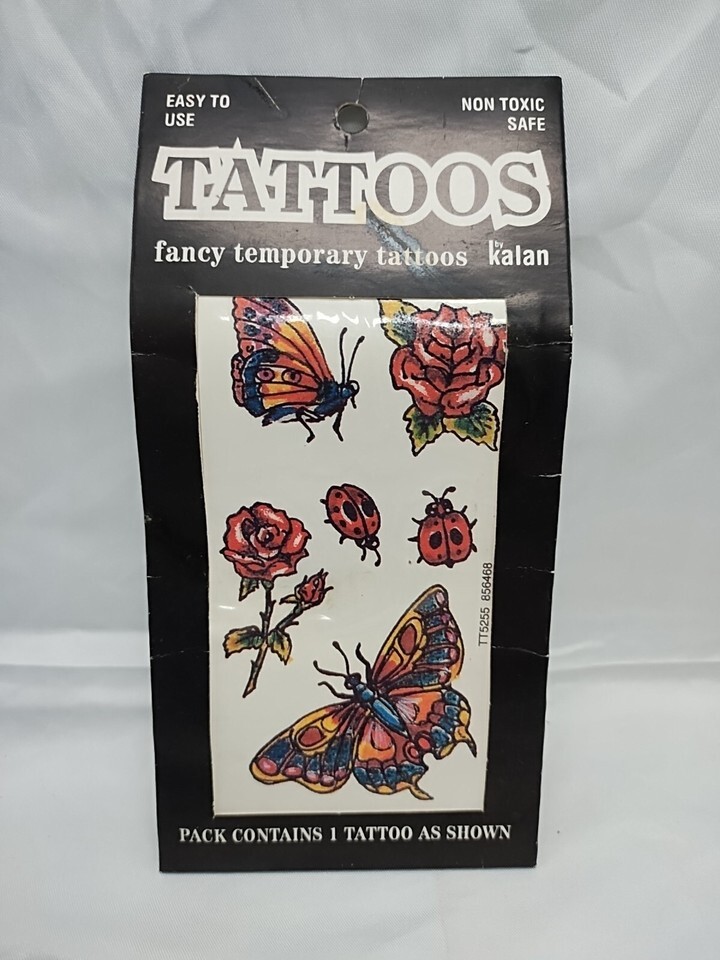 EASY TO
USE
NON TOXIC
SAFE
TATTOOS
fancy temporary tattoos by kalan
TT5255 856468
PACK CONTAINS 1 TATTOO AS SHOWN